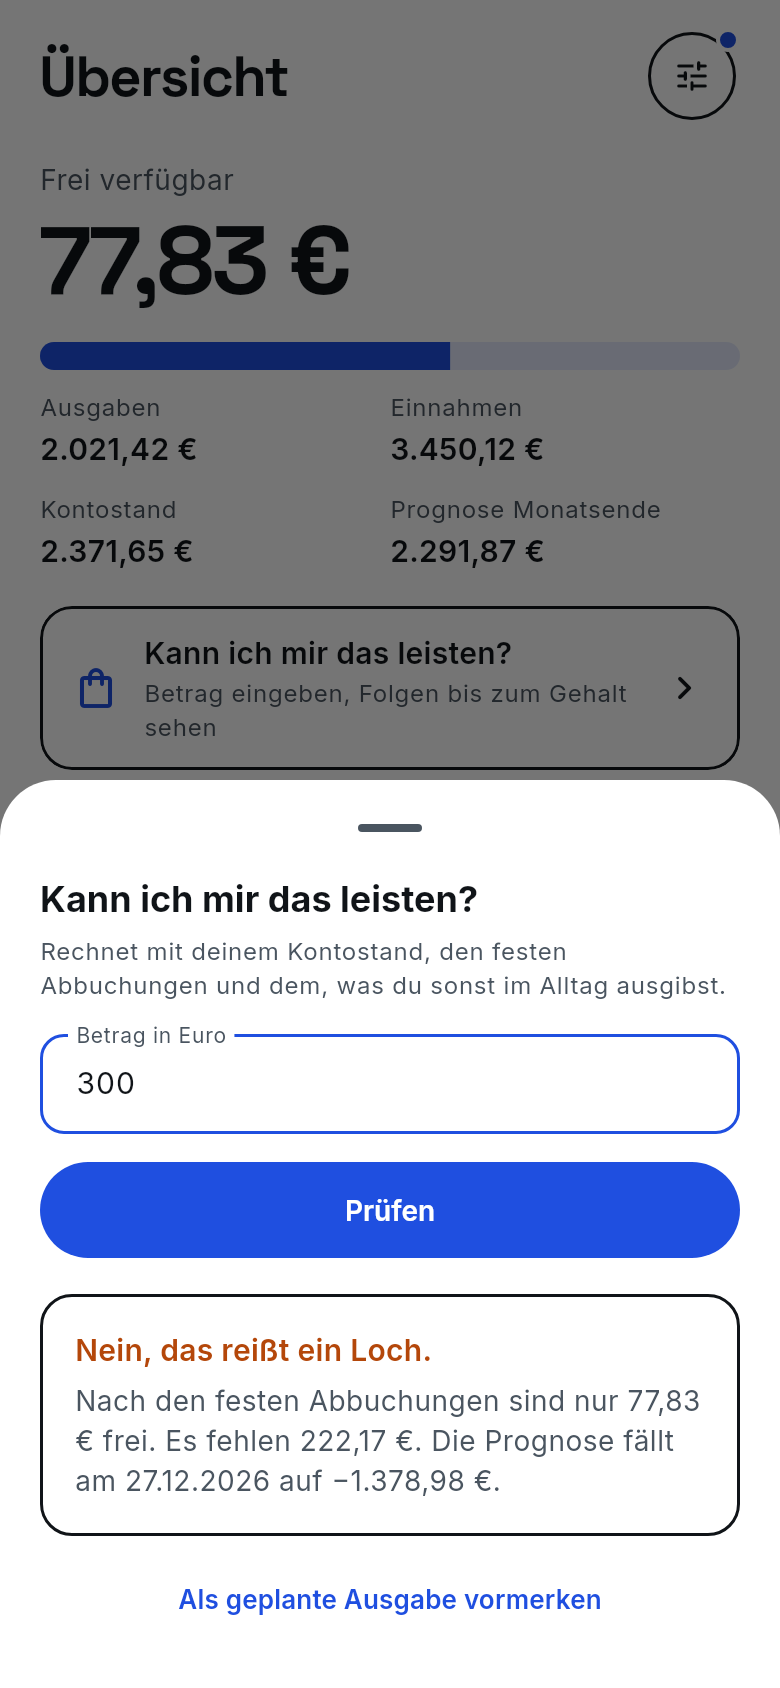 Übersicht
Frei verfügbar
77,83 €
Ausgaben
Einnahmen
2.021,42 €
3.450,12 €
Kontostand
Prognose Monatsende
2.371,65 €
2.291,87 €
Kann ich mir das leisten?
Betrag eingeben, Folgen bis zum Gehalt
sehen
Kann ich mir das leisten?
Rechnet mit deinem Kontostand, den festen
Abbuchungen und dem, was du sonst im Alltag ausgibst.
Betrag in Euro
300
Prüfen
Nein, das reißt ein Loch.
Nach den festen Abbuchungen sind nur 77,83
€ frei. Es fehlen 222,17 €. Die Prognose fällt
am 27.12.2026 auf −1.378,98 €.
Als geplante Ausgabe vormerken